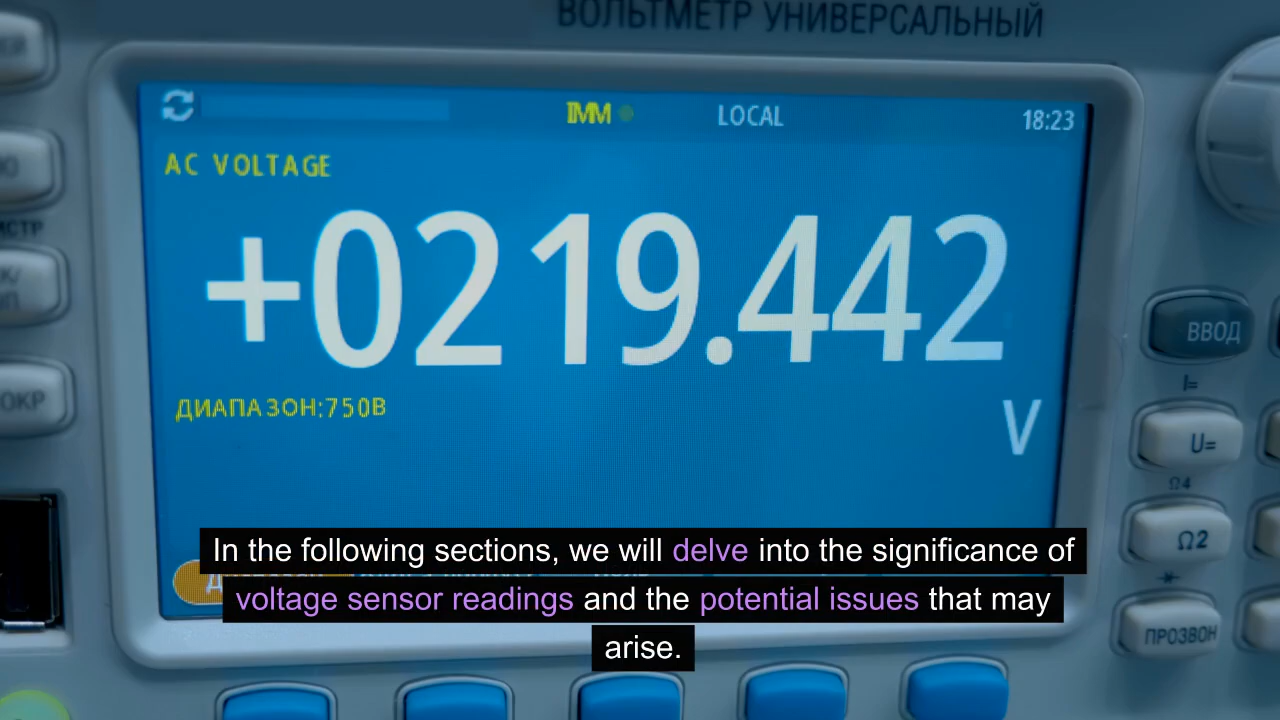 ВОЛЬТМЕТР УНИВЕРСАЛЬНЫЙ
IMM LOCAL 18:23
AC VOLTAGE
+0219.442
V
ДИАПАЗОН:750В
ВВОД
I=
U=
Ω4
Ω2
ПРОЗВОН
In the following sections, we will delve into the significance of
voltage sensor readings and the potential issues that may
arise.